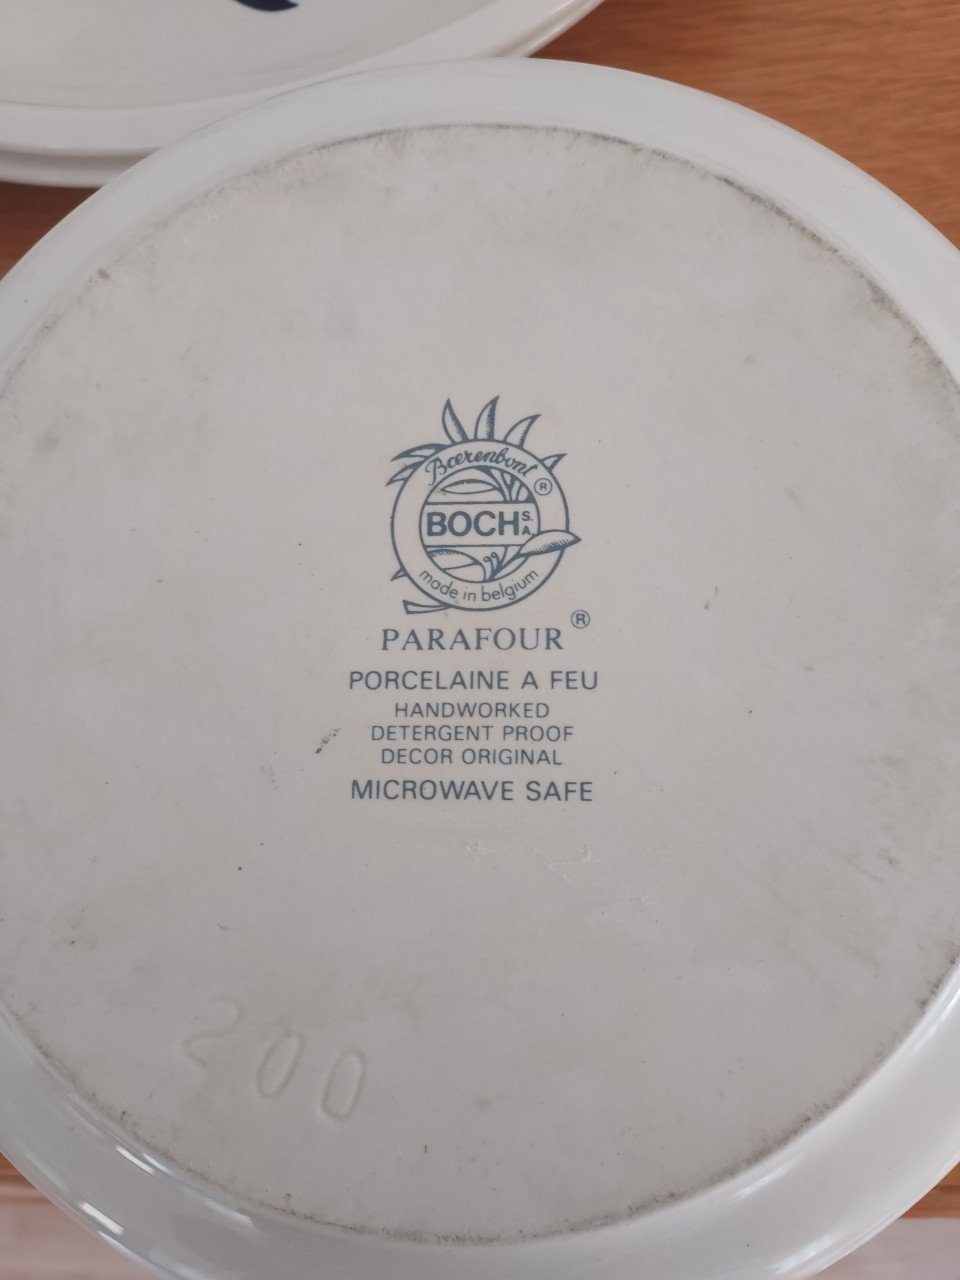 Boerenbont ®
BOCH S.A.
made in belgium
PARAFOUR ®
PORCELAINE A FEU
HANDWORKED
DETERGENT PROOF
DECOR ORIGINAL
MICROWAVE SAFE
200